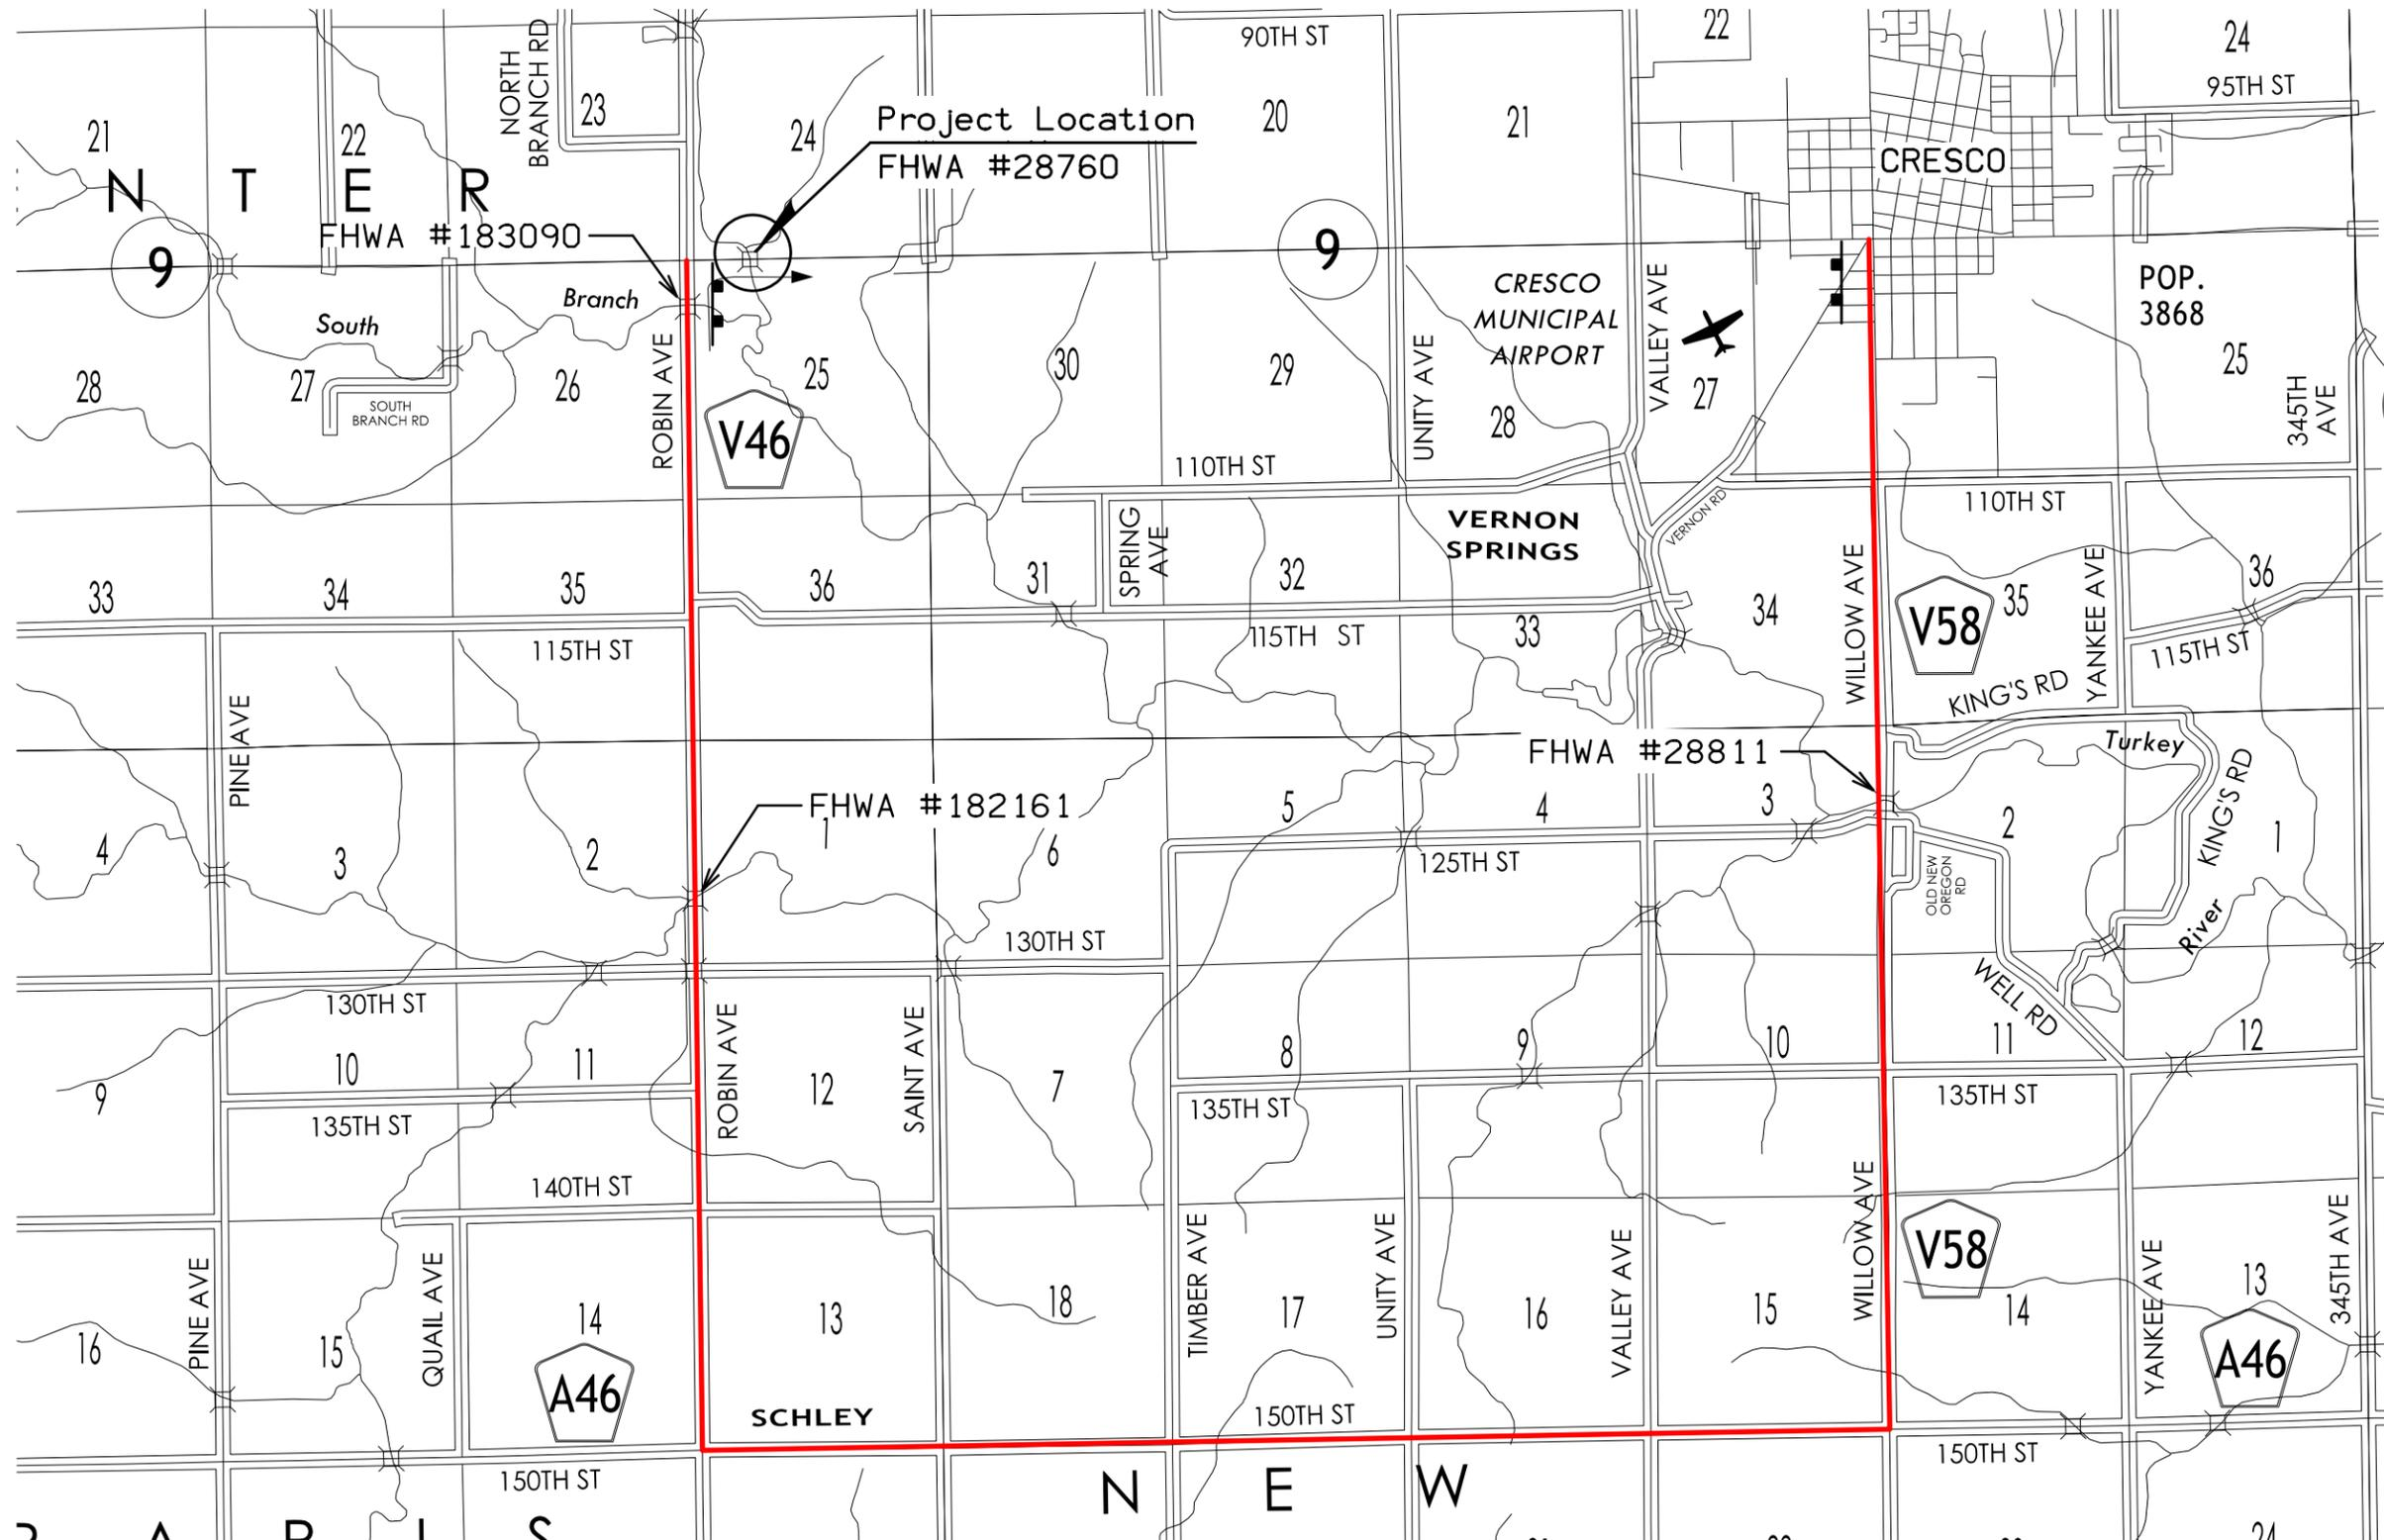 90TH ST
22
24
95TH ST
NORTH
BRANCH RD
23
21
22
24
20
21
Project Location
FHWA #28760
CRESCO
N T E R
FHWA #183090
9
9
South
Branch
CRESCO
MUNICIPAL
AIRPORT
VALLEY AVE
POP.
3868
28
27
26
25
30
29
28
27
25
SOUTH
BRANCH RD
ROBIN AVE
V46
UNITY AVE
345TH
AVE
110TH ST
VERNON RD
110TH ST
VERNON
SPRINGS
SPRING
AVE
WILLOW AVE
YANKEE AVE
33
34
35
36
31
32
33
34
35
36
V58
115TH ST
115TH ST
115TH ST
KING'S RD
PINE AVE
Turkey
KING'S RD
FHWA #28811
FHWA #182161
4
3
2
1
6
5
4
3
2
1
125TH ST
OLD NEW
OREGON
RD
River
130TH ST
130TH ST
WELL RD
ROBIN AVE
SAINT AVE
9
10
11
12
7
8
9
10
11
12
135TH ST
135TH ST
135TH ST
140TH ST
WILLOW AVE
V58
PINE AVE
QUAIL AVE
TIMBER AVE
UNITY AVE
VALLEY AVE
YANKEE AVE
345TH AVE
16
15
14
13
18
17
16
15
14
13
A46
A46
SCHLEY
150TH ST
150TH ST
150TH ST
N E W